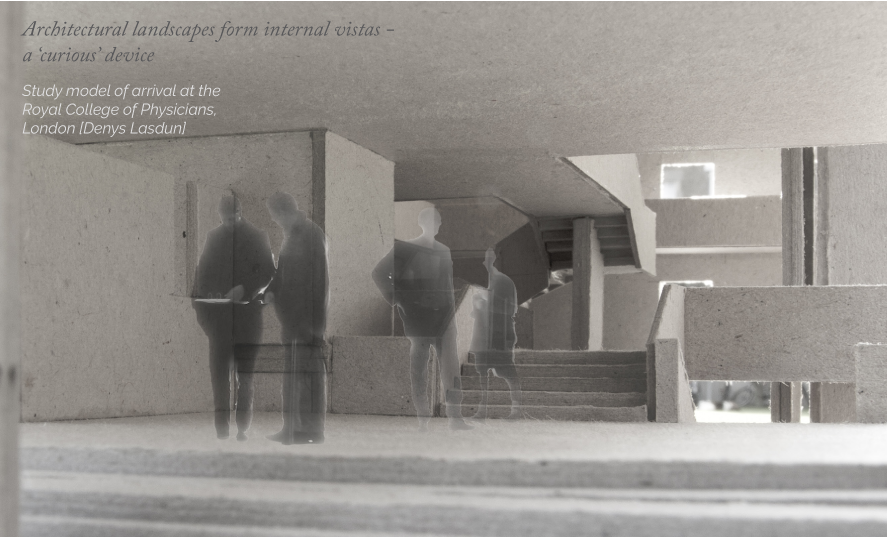 Architectural landscapes form internal vistas –
a ‘curious’ device
Study model of arrival at the
Royal College of Physicians,
London [Denys Lasdun]